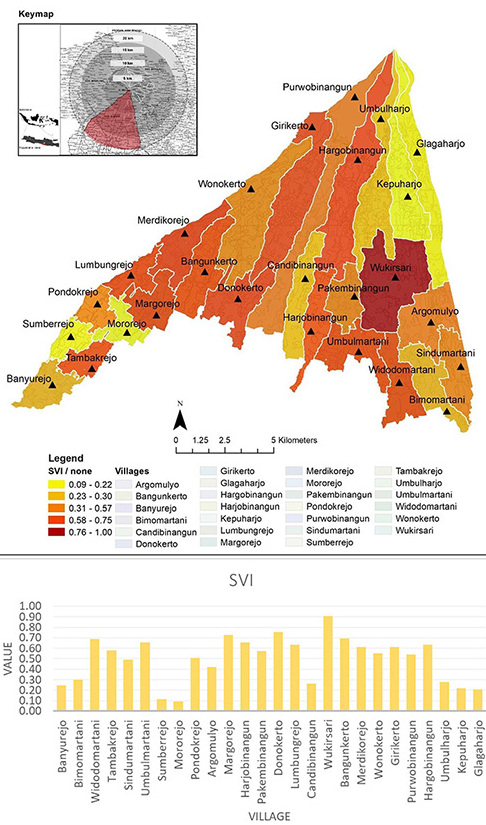 Keymap
20 km
15 km
10 km
5 km
Purwobinangun
Umbulharjo
Girikerto
Glagaharjo
Hargobinangun
Kepuharjo
Wonokerto
Merdikorejo
Bangunkerto
Lumbungrejo
Candibinangun
Wukirsari
Pondokrejo
Donokerto
Pakembinangun
Margorejo
Argomulyo
Sumberrejo
Mororejo
Harjobinangun
Umbulmartani
Sindumartani
Tambakrejo
Widodomartani
Banyurejo
Bimomartani
N
0 1.25 2.5 5 Kilometers
Legend
SVI / none
0.09 - 0.22
0.23 - 0.30
0.31 - 0.57
0.58 - 0.75
0.76 - 1.00
Villages
Argomulyo
Bangunkerto
Banyurejo
Bimomartani
Candibinangun
Donokerto
Girikerto
Glagaharjo
Hargobinangun
Harjobinangun
Kepuharjo
Lumbungrejo
Margorejo
Merdikorejo
Mororejo
Pakembinangun
Pondokrejo
Purwobinangun
Sindumartani
Sumberrejo
Tambakrejo
Umbulharjo
Umbulmartani
Widodomartani
Wonokerto
Wukirsari
SVI
VALUE
1.00
0.90
0.80
0.70
0.60
0.50
0.40
0.30
0.20
0.10
0.00
Banyurejo
Bimomartani
Widodomartani
Tambakrejo
Sindumartani
Umbulmartani
Sumberrejo
Mororejo
Pondokrejo
Argomulyo
Margorejo
Harjobinangun
Pakembinangun
Donokerto
Lumbungrejo
Candibinangun
Wukirsari
Bangunkerto
Merdikorejo
Wonokerto
Girikerto
Purwobinangun
Hargobinangun
Umbulharjo
Kepuharjo
Glagaharjo
VILLAGE